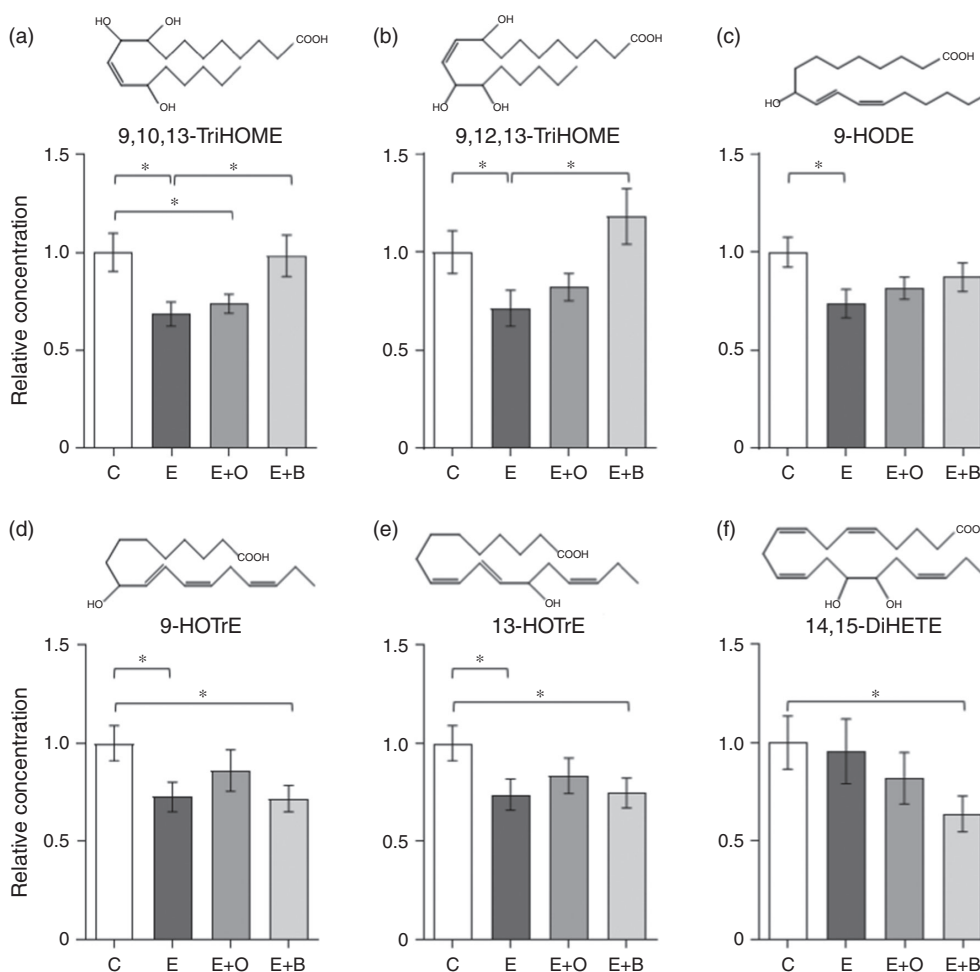 (a)
HO
OH
COOH
OH
9,10,13-TriHOME
Relative concentration
1.5
1.0
0.5
0
*
*
*
C E E+O E+B
(b)
OH
COOH
HO
OH
9,12,13-TriHOME
1.5
1.0
0.5
0
*
*
C E E+O E+B
(c)
COOH
HO
9-HODE
1.5
1.0
0.5
0
*
C E E+O E+B
(d)
COOH
HO
9-HOTrE
Relative concentration
1.5
1.0
0.5
0
*
*
C E E+O E+B
(e)
COOH
OH
13-HOTrE
1.5
1.0
0.5
0
*
*
C E E+O E+B
(f)
COO
HO
OH
14,15-DiHETE
1.5
1.0
0.5
0
*
C E E+O E+B